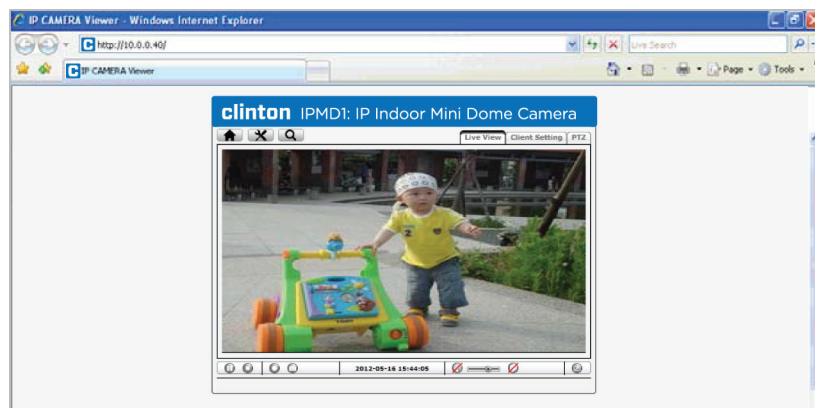 IP CAMERA Viewer - Windows Internet Explorer
http://10.0.0.40/
Live Search
IP CAMERA Viewer
Page
Tools
clinton IPMD1: IP Indoor Mini Dome Camera
Live View Client Setting PTZ
2
2012-05-16 15:44:05